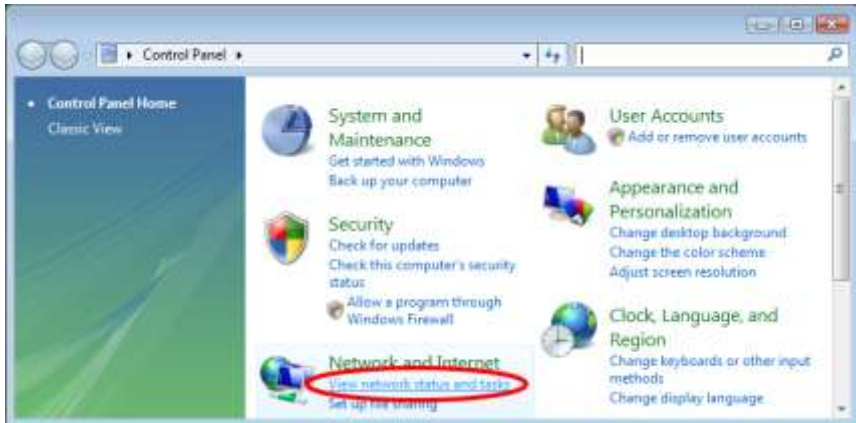 Control Panel
Control Panel Home
Classic View
System and
Maintenance
Get started with Windows
Back up your computer
Security
Check for updates
Check this computer's security
status
Allow a program through
Windows Firewall
Network and Internet
View network status and tasks
Set up file sharing
User Accounts
Add or remove user accounts
Appearance and
Personalization
Change desktop background
Change the color scheme
Adjust screen resolution
Clock, Language, and
Region
Change keyboards or other input
methods
Change display language